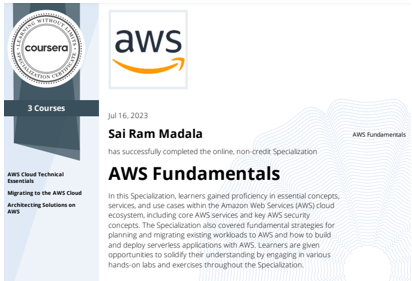 LEARNING WITHOUT LIMITS
coursera
SPECIALIZATION CERTIFICATE
3 Courses
AWS Cloud Technical
Essentials
Migrating to the AWS Cloud
Architecting Solutions on
AWS
aws
Jul 16, 2023
Sai Ram Madala
has successfully completed the online, non-credit Specialization
AWS Fundamentals
In this Specialization, learners gained proficiency in essential concepts,
services, and use cases within the Amazon Web Services (AWS) cloud
ecosystem, including core AWS services and key AWS security
concepts. The Specialization also covered fundamental strategies for
planning and migrating existing workloads to AWS and how to build
and deploy serverless applications with AWS. Learners are given
opportunities to solidify their understanding by engaging in various
hands-on labs and exercises throughout the Specialization.
AWS Fundamentals